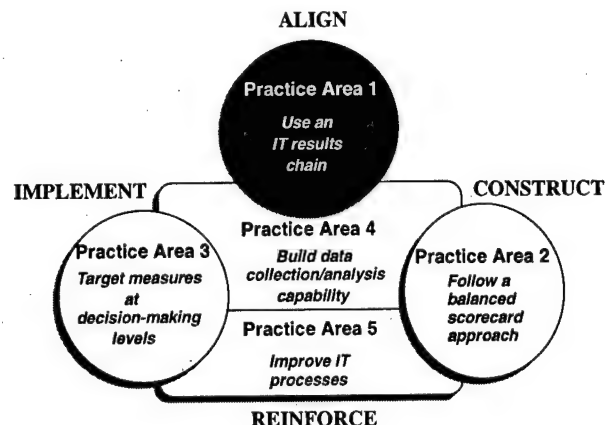 ALIGN
Practice Area 1
Use an
IT results
chain
IMPLEMENT
CONSTRUCT
Practice Area 3
Target measures
at
decision-making
levels
Practice Area 4
Build data
collection/analysis
capability
Practice Area 2
Follow a
balanced
scorecard
approach
Practice Area 5
Improve IT
processes
REINFORCE